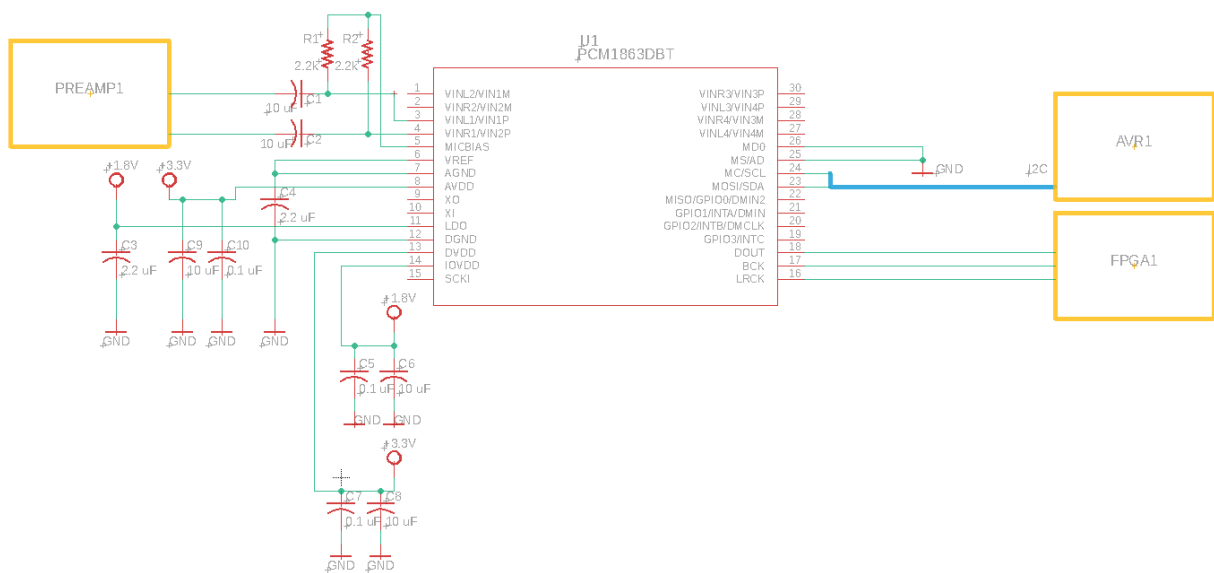 PREAMP1
R1
R2
2.2k
2.2k
10 uF
C1
10 uF
C2
U1
PCM1863DBT
1
2
3
4
5
6
7
8
9
10
11
12
13
14
15
VINL2/VIN1M
VINR2/VIN2M
VINL1/VIN1P
VINR1/VIN2P
MICBIAS
VREF
AGND
AVDD
XO
XI
LDO
DGND
DVDD
IOVDD
SCKI
VINR3/VIN3P
VINL3/VIN4P
VINR4/VIN3M
VINL4/VIN4M
MD0
MS/AD
MC/SCL
MOSI/SDA
MISO/GPIO0/DMIN2
GPIO1/INTA/DMIN
GPIO2/INTB/DMCLK
GPIO3/INTC
DOUT
BCK
LRCK
30
29
28
27
26
25
24
23
22
21
20
19
18
17
16
GND
I2C
AVR1
FPGA1
+1.8V
+3.3V
C4
2.2 uF
C3
2.2 uF
C9
10 uF
C10
0.1 uF
GND
GND
GND
GND
+1.8V
C5
0.1 uF
C6
10 uF
GND
GND
+3.3V
C7
0.1 uF
C8
10 uF
GND
GND